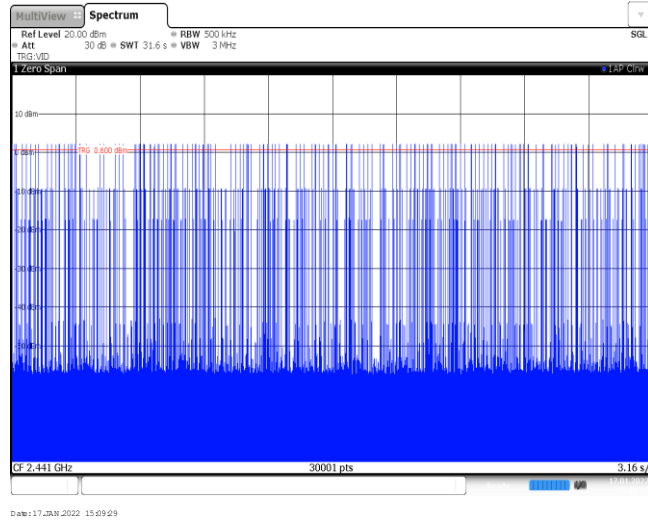 MultiView Spectrum
Ref Level 20.00 dBm RBW 500 kHz SGL
Att 30 dB SWT 31.6 s VBW 3 MHz
TRG:VID
1 Zero Span 1AP Clrw
10 dBm
TRG 0.600 dBm
0 dBm
-10 dBm
-20 dBm
-30 dBm
-40 dBm
-50 dBm
CF 2.441 GHz 30001 pts 3.16 s/
Date:17.JAN.2022 15:09:29